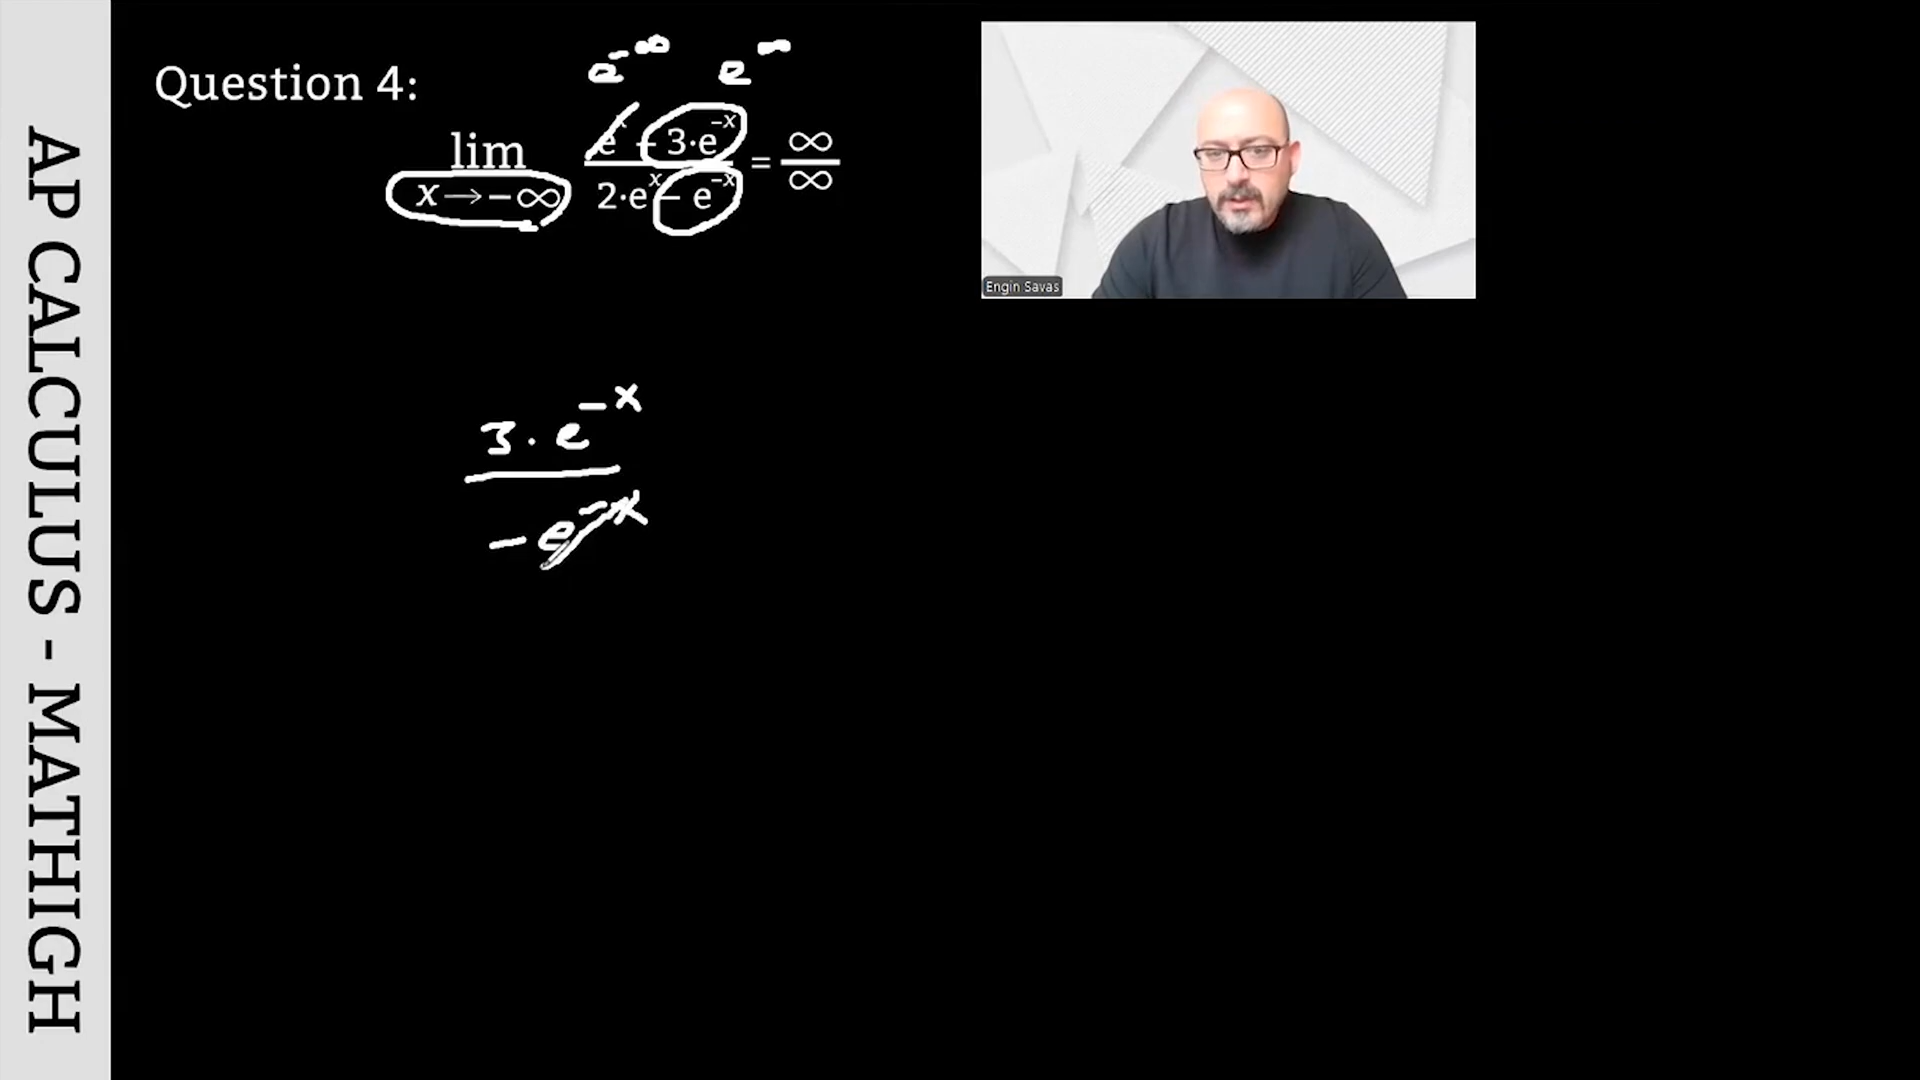 AP CALCULUS - MATHIGH
Question 4:
e^-∞ e^∞
lim x→-∞ (e^x + 3·e^-x)/(2·e^x - e^-x) = ∞/∞
3·e^-x
-e^-x
Engin Savas